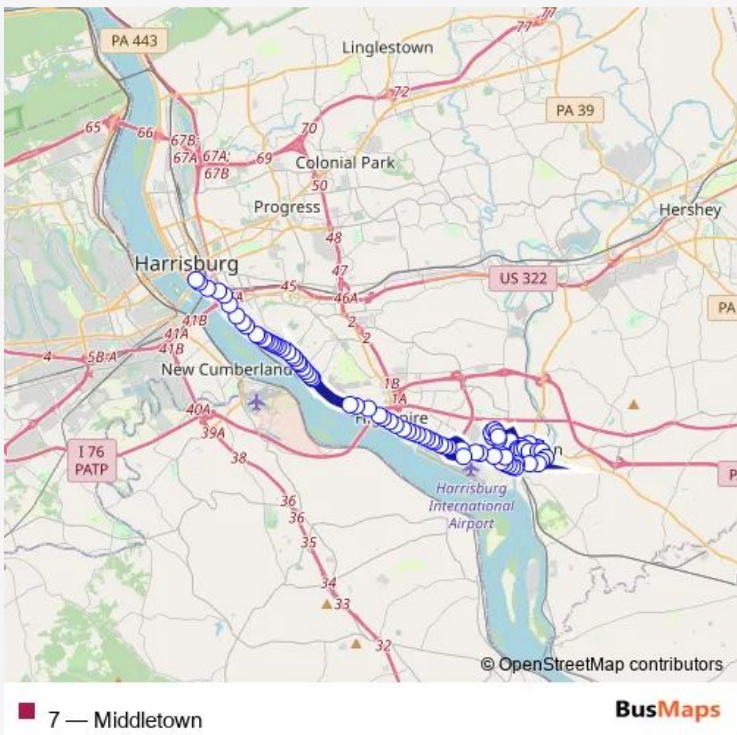 77
77
PA 443
Linglestown
72
PA 39
65
66
67B;
67A
67A;
67B
70
69
Colonial Park
50
Progress
Hershey
48
Harrisburg
47
45
46A
US 322
A
PA
41B
2
41A
2
41B
4
5B-A
New Cumberland
1B
1A
40A
39A
ire
n
I 76
PATP
38
P
Harrisburg
International
Airport
36
36
35
34
33
32
© OpenStreetMap contributors
7 — Middletown
BusMaps